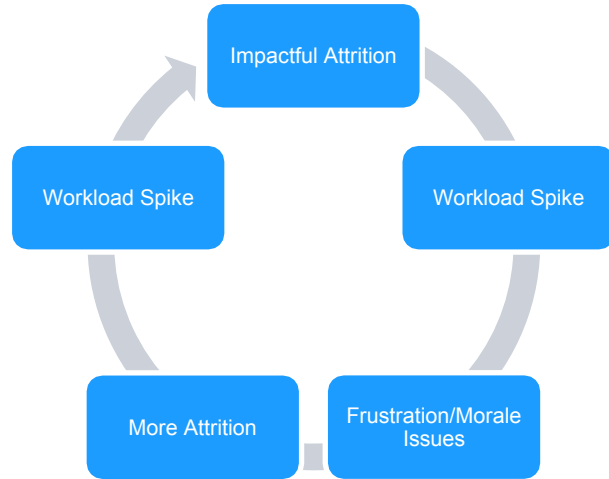 Impactful Attrition
Workload Spike
Workload Spike
More Attrition
Frustration/Morale
Issues